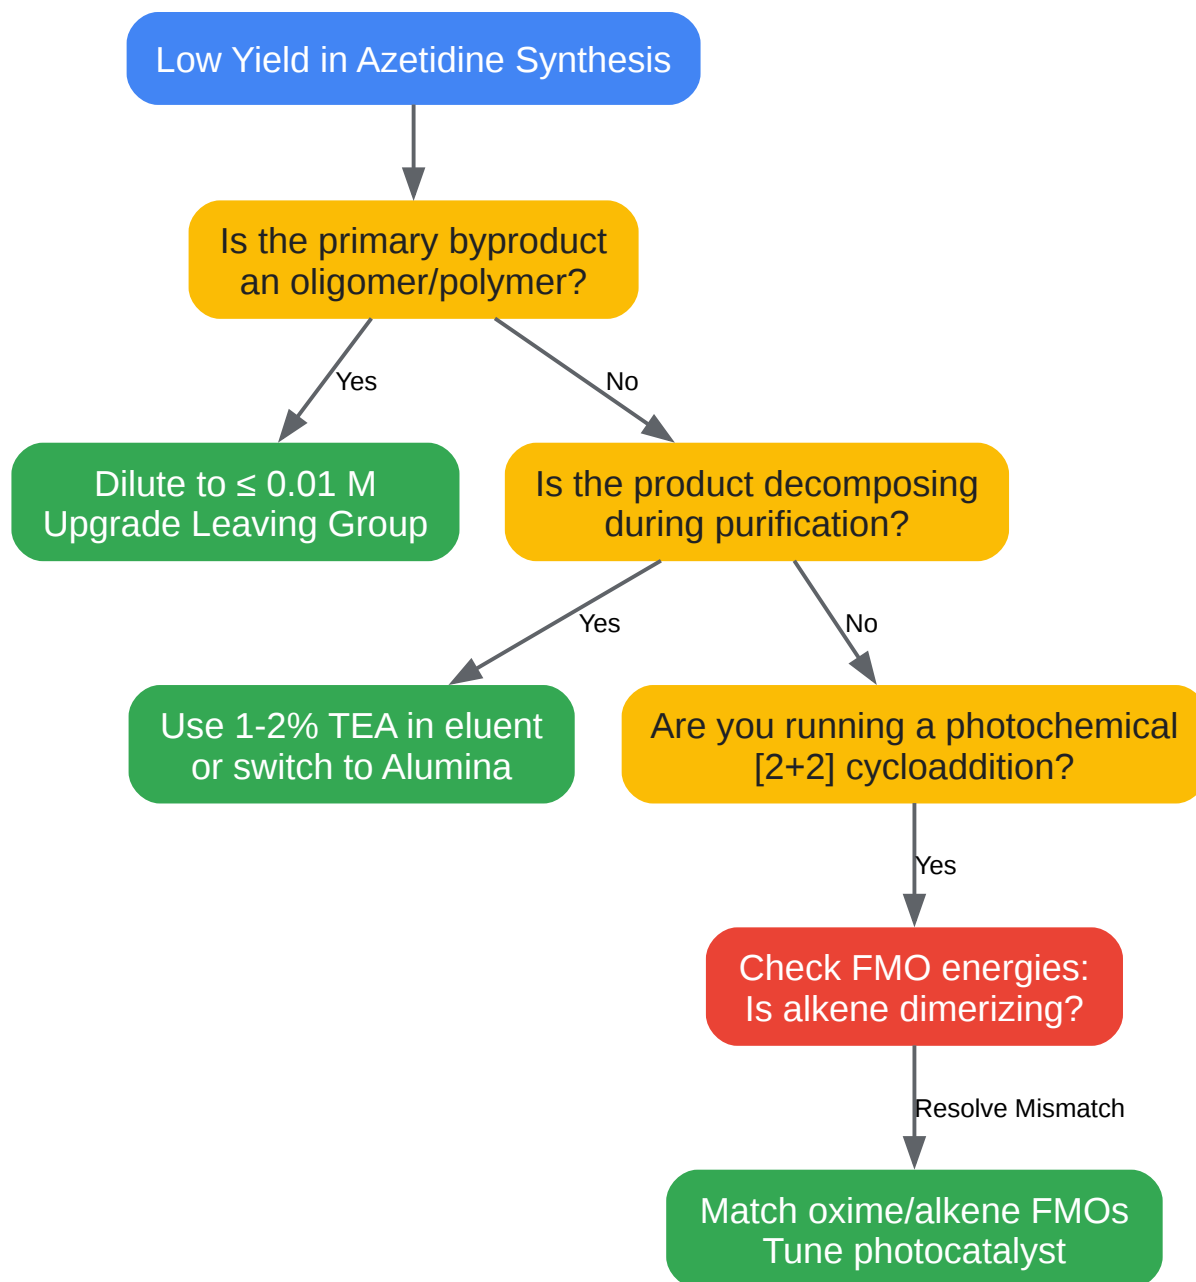 Low Yield in Azetidine Synthesis
Is the primary byproduct
an oligomer/polymer?
Yes
No
Dilute to ≤ 0.01 M
Upgrade Leaving Group
Is the product decomposing
during purification?
Yes
No
Use 1-2% TEA in eluent
or switch to Alumina
Are you running a photochemical
[2+2] cycloaddition?
Yes
Check FMO energies:
Is alkene dimerizing?
Resolve Mismatch
Match oxime/alkene FMOs
Tune photocatalyst